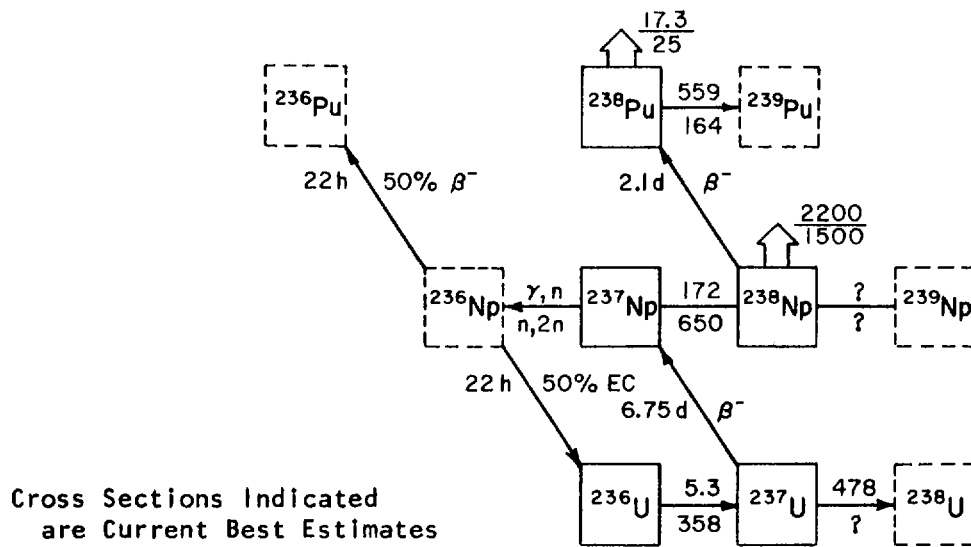 17.3
25
236Pu
238Pu
559
164
239Pu
22h
50% β-
2.1d
β-
2200
1500
236Np
γ, n
n,2n
237Np
172
650
238Np
?
?
239Np
22h
50% EC
6.75d
β-
236U
5.3
358
237U
478
?
238U
Cross Sections Indicated
are Current Best Estimates